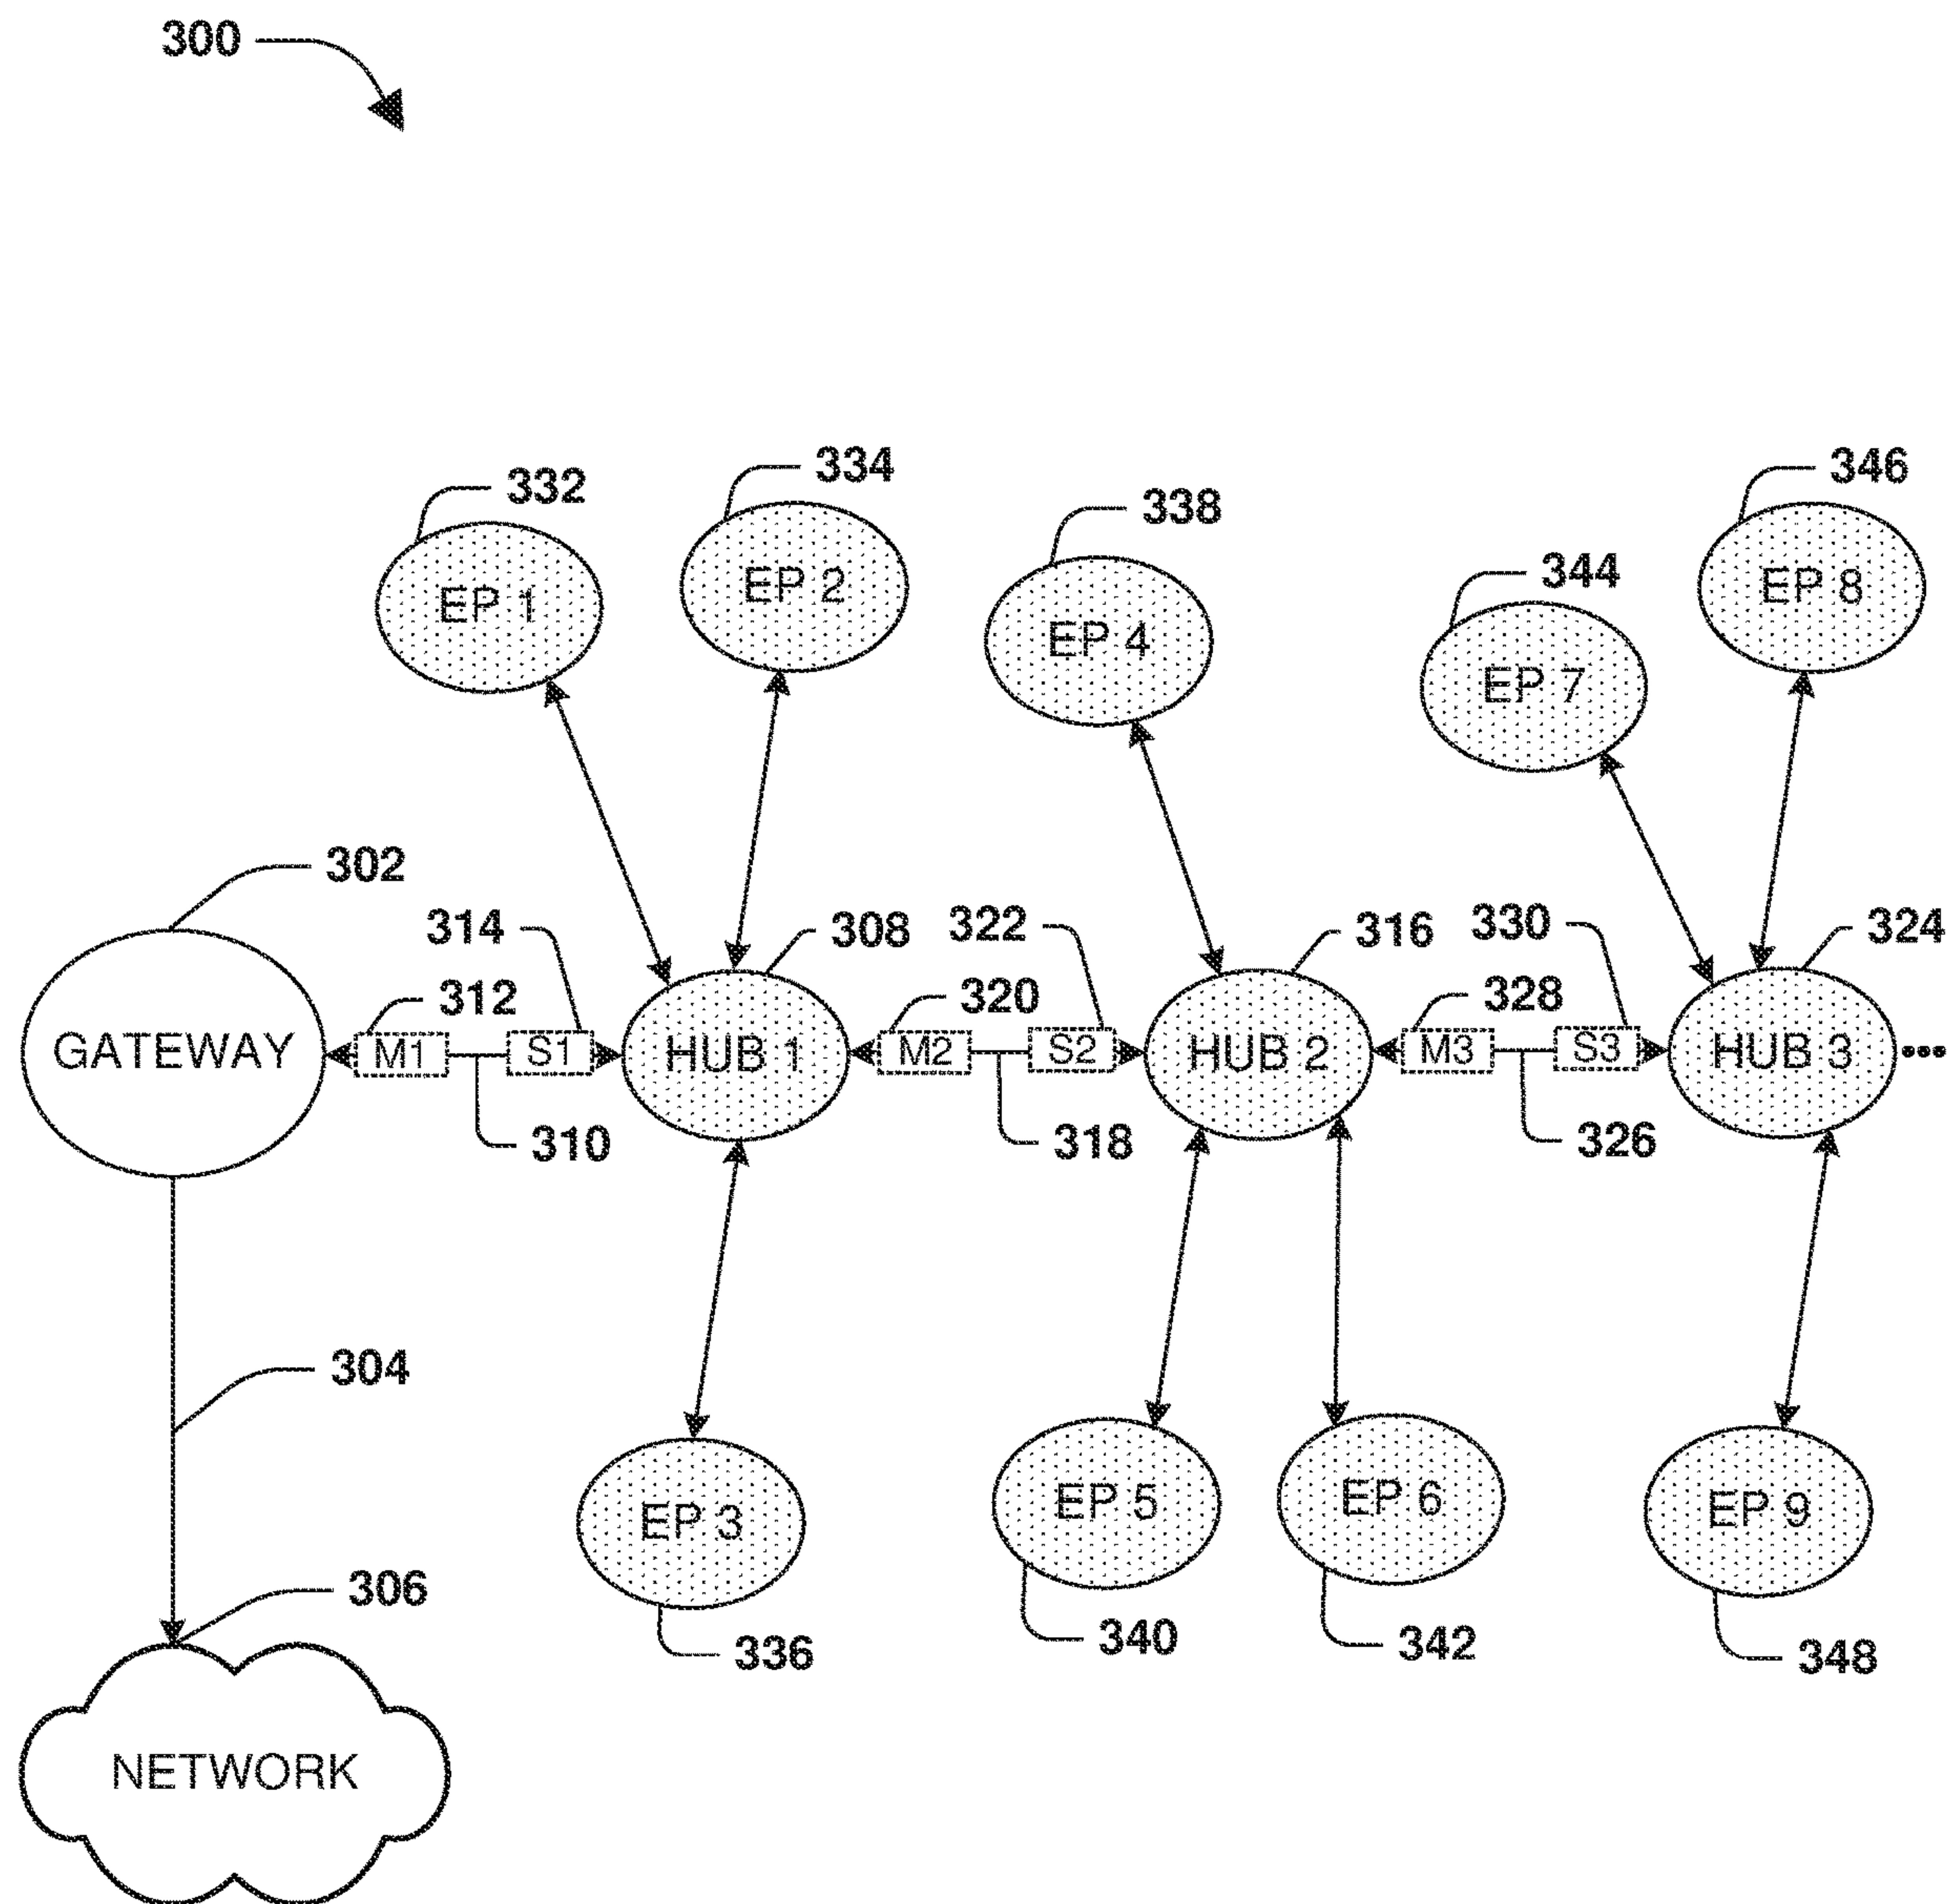 300
332
334
338
346
344
EP 1
EP 2
EP 4
EP 7
EP 8
302
314
308
322
316
330
324
312
320
328
GATEWAY
M1
S1
HUB 1
M2
S2
HUB 2
M3
S3
HUB 3
•••
310
318
326
304
EP 3
EP 5
EP 6
EP 9
306
336
340
342
348
NETWORK